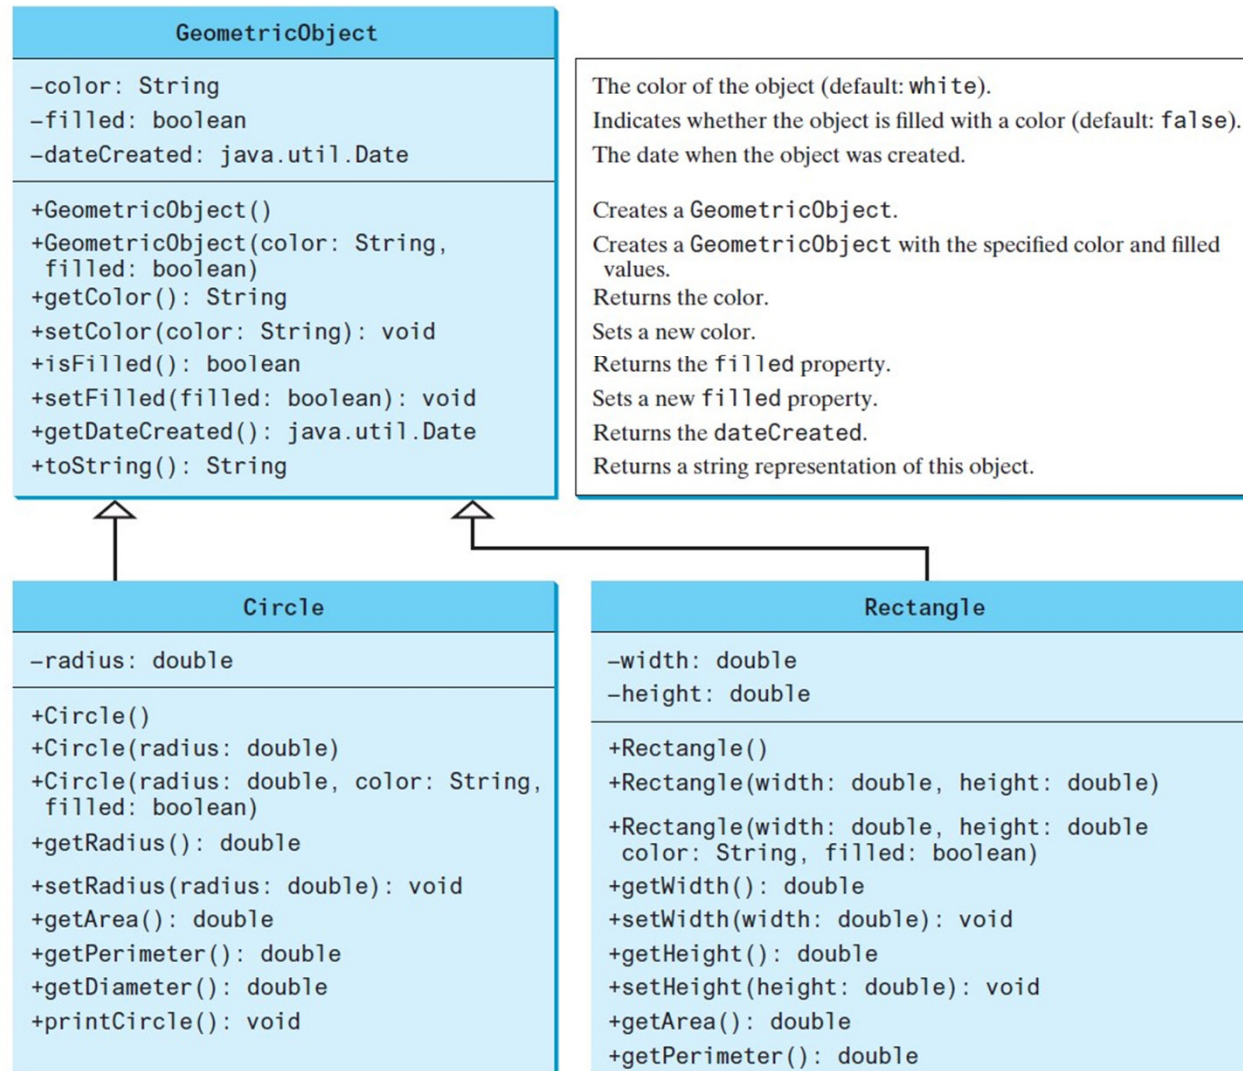 GeometricObject
–color: String
–filled: boolean
–dateCreated: java.util.Date
+GeometricObject()
+GeometricObject(color: String,
filled: boolean)
+getColor(): String
+setColor(color: String): void
+isFilled(): boolean
+setFilled(filled: boolean): void
+getDateCreated(): java.util.Date
+toString(): String
The color of the object (default: white).
Indicates whether the object is filled with a color (default: false).
The date when the object was created.
Creates a GeometricObject.
Creates a GeometricObject with the specified color and filled
values.
Returns the color.
Sets a new color.
Returns the filled property.
Sets a new filled property.
Returns the dateCreated.
Returns a string representation of this object.
Circle
–radius: double
+Circle()
+Circle(radius: double)
+Circle(radius: double, color: String,
filled: boolean)
+getRadius(): double
+setRadius(radius: double): void
+getArea(): double
+getPerimeter(): double
+getDiameter(): double
+printCircle(): void
Rectangle
–width: double
–height: double
+Rectangle()
+Rectangle(width: double, height: double)
+Rectangle(width: double, height: double
color: String, filled: boolean)
+getWidth(): double
+setWidth(width: double): void
+getHeight(): double
+setHeight(height: double): void
+getArea(): double
+getPerimeter(): double